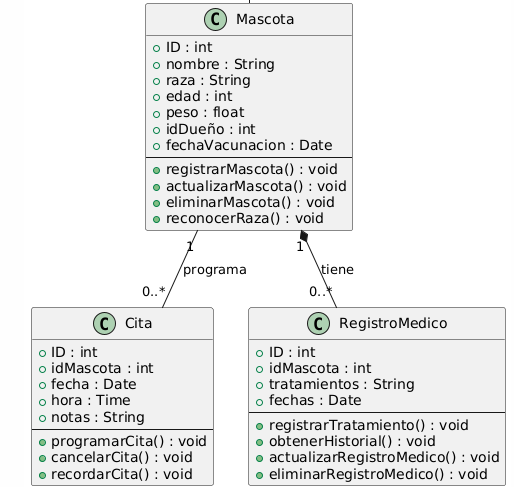 C Mascota
ID : int
nombre : String
raza : String
edad : int
peso : float
idDueño : int
fechaVacunacion : Date
registrarMascota() : void
actualizarMascota() : void
eliminarMascota() : void
reconocerRaza() : void
1 1
programa tiene
0..* 0..*
C Cita
ID : int
idMascota : int
fecha : Date
hora : Time
notas : String
programarCita() : void
cancelarCita() : void
recordarCita() : void
C RegistroMedico
ID : int
idMascota : int
tratamientos : String
fechas : Date
registrarTratamiento() : void
obtenerHistorial() : void
actualizarRegistroMedico() : void
eliminarRegistroMedico() : void